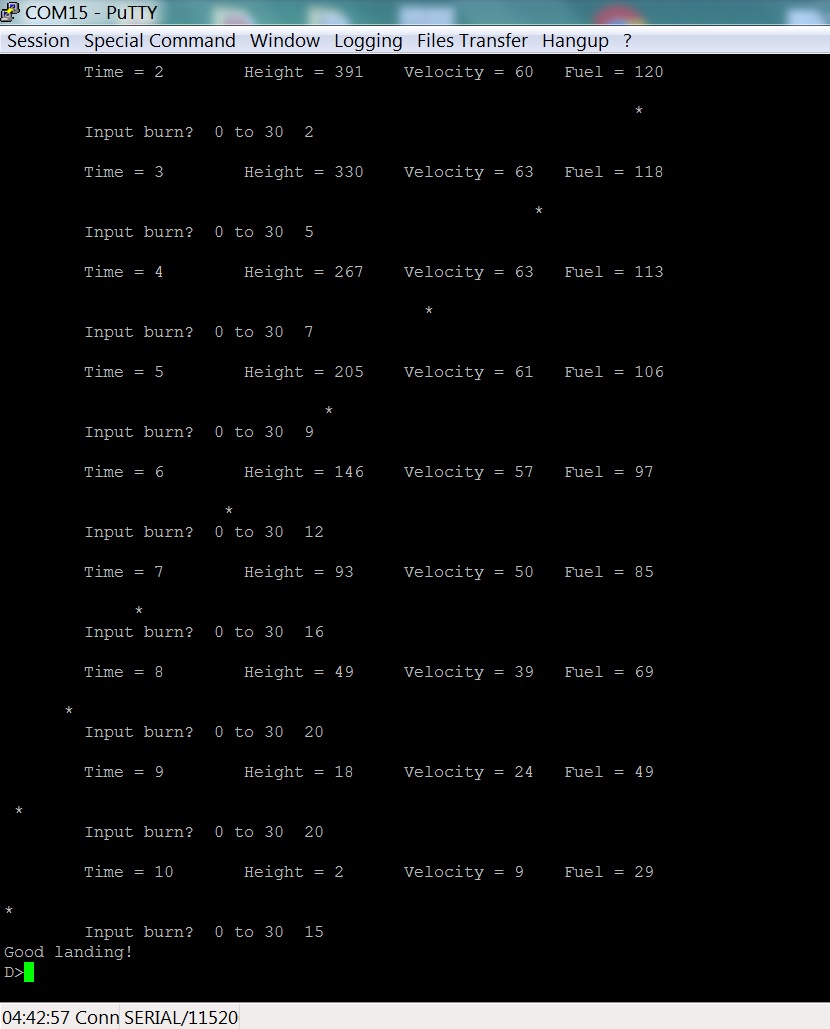 COM15 - PuTTY
Session Special Command Window Logging Files Transfer Hangup ?
Time = 2 Height = 391 Velocity = 60 Fuel = 120
*
Input burn? 0 to 30 2
Time = 3 Height = 330 Velocity = 63 Fuel = 118
*
Input burn? 0 to 30 5
Time = 4 Height = 267 Velocity = 63 Fuel = 113
*
Input burn? 0 to 30 7
Time = 5 Height = 205 Velocity = 61 Fuel = 106
*
Input burn? 0 to 30 9
Time = 6 Height = 146 Velocity = 57 Fuel = 97
*
Input burn? 0 to 30 12
Time = 7 Height = 93 Velocity = 50 Fuel = 85
*
Input burn? 0 to 30 16
Time = 8 Height = 49 Velocity = 39 Fuel = 69
*
Input burn? 0 to 30 20
Time = 9 Height = 18 Velocity = 24 Fuel = 49
*
Input burn? 0 to 30 20
Time = 10 Height = 2 Velocity = 9 Fuel = 29
*
Input burn? 0 to 30 15
Good landing!
D>
04:42:57 Conn SERIAL/11520